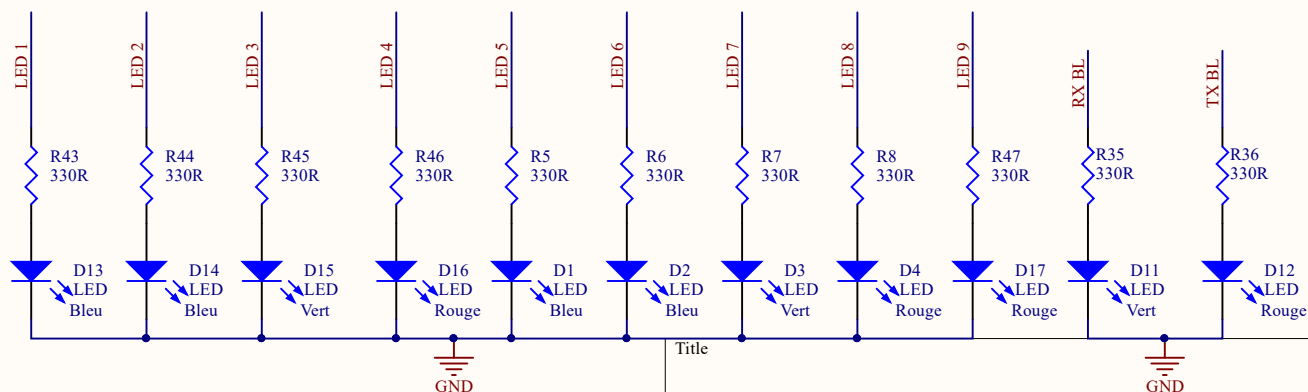 LED 1
LED 2
LED 3
LED 4
LED 5
LED 6
LED 7
LED 8
LED 9
RX BL
TX BL
R43
330R
R44
330R
R45
330R
R46
330R
R5
330R
R6
330R
R7
330R
R8
330R
R47
330R
R35
330R
R36
330R
D13
LED
Bleu
D14
LED
Bleu
D15
LED
Vert
D16
LED
Rouge
D1
LED
Bleu
D2
LED
Bleu
D3
LED
Vert
D4
LED
Rouge
D17
LED
Rouge
D11
LED
Vert
D12
LED
Rouge
GND
Title
GND